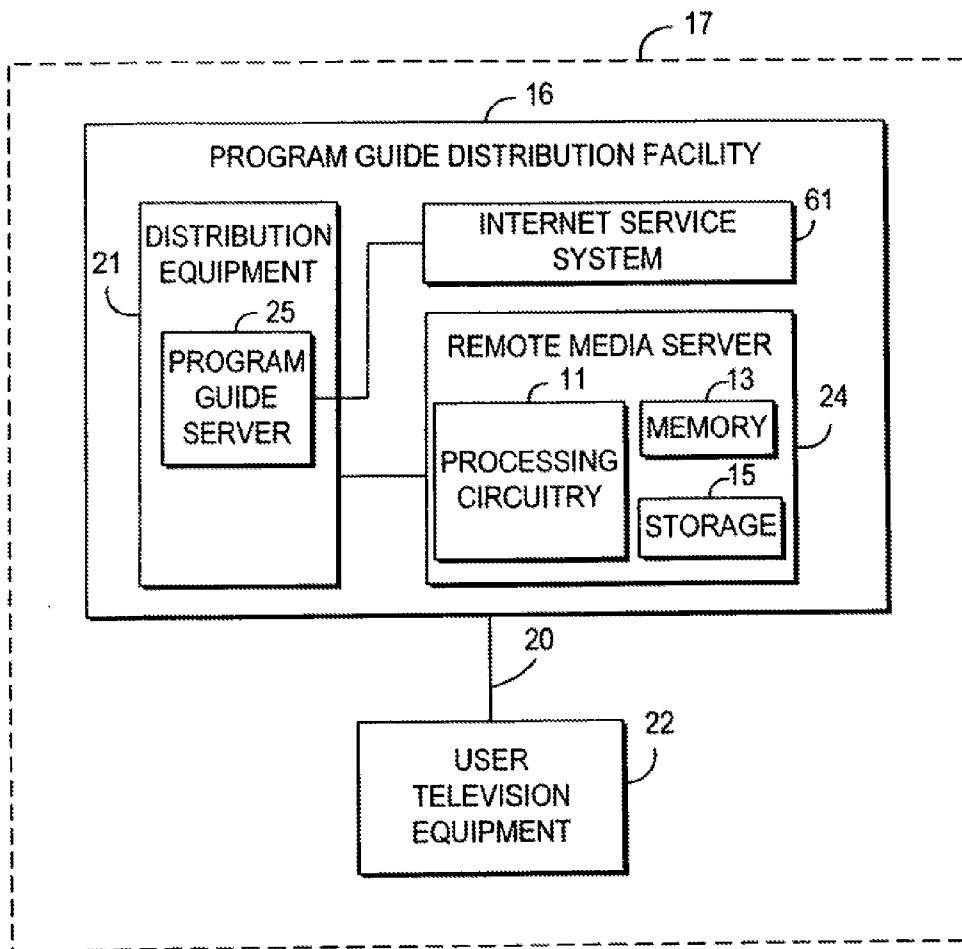 17
16
PROGRAM GUIDE DISTRIBUTION FACILITY
61
INTERNET SERVICE
SYSTEM
DISTRIBUTION
EQUIPMENT
21
25
PROGRAM
GUIDE
SERVER
REMOTE MEDIA SERVER
11
13
24
MEMORY
PROCESSING
CIRCUITRY
15
STORAGE
20
22
USER
TELEVISION
EQUIPMENT